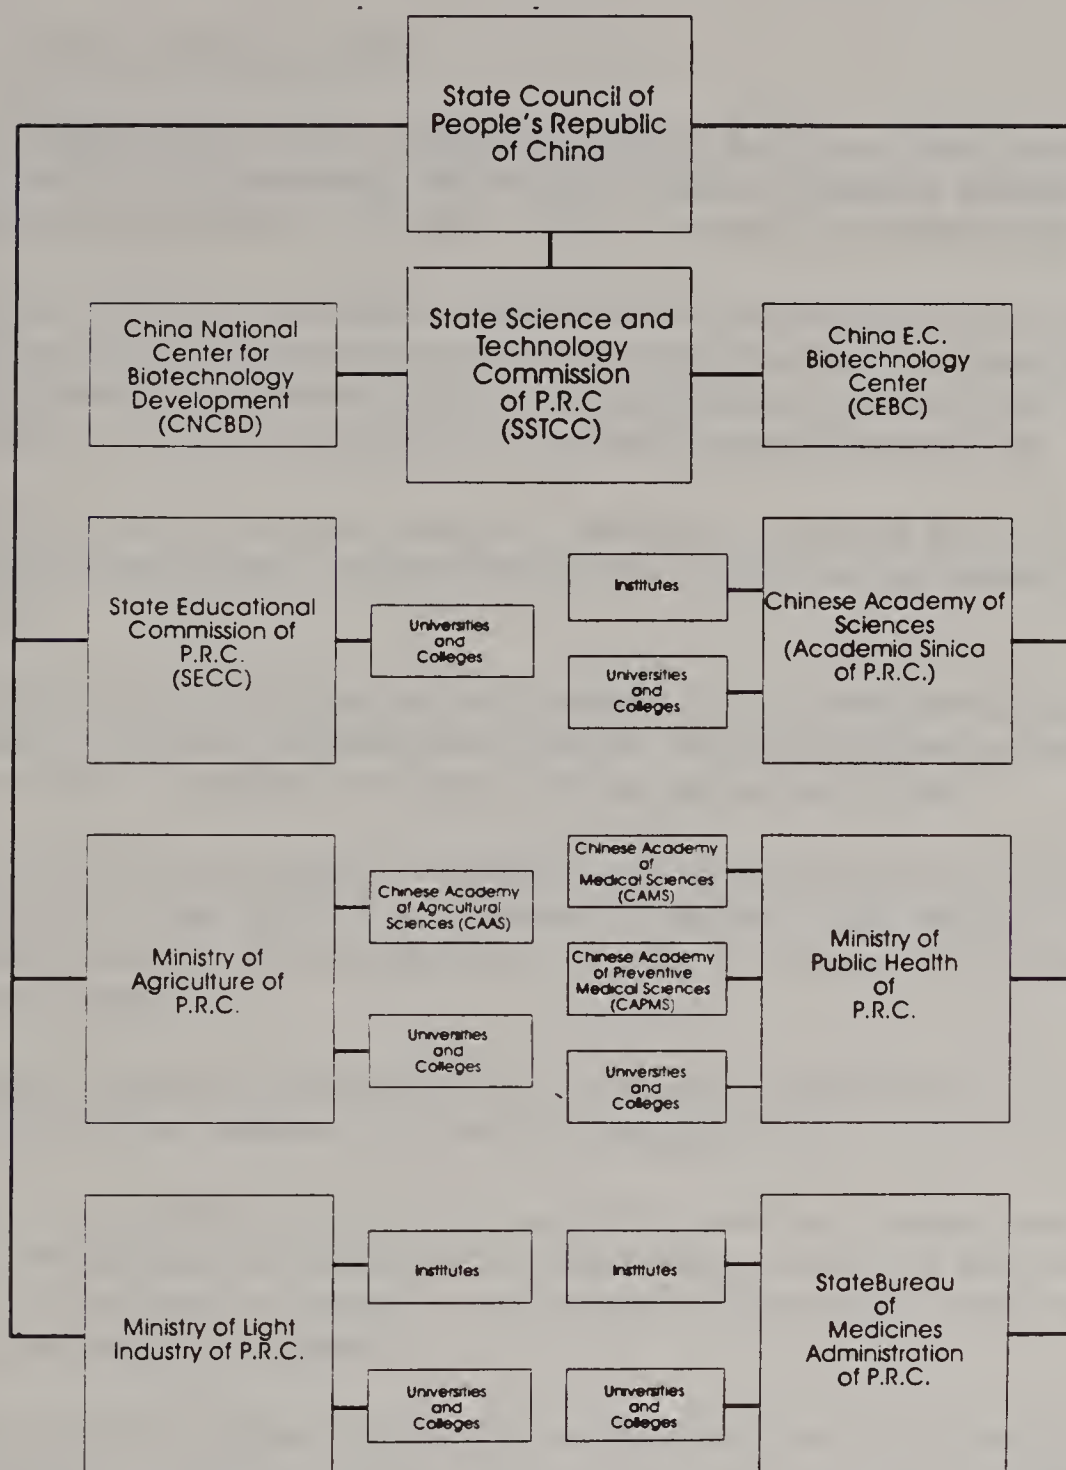 State Council of
People's Republic
of China
China National
Center for
Biotechnology
Development
(CNCBD)
State Science and
Technology
Commission
of P.R.C
(SSTCC)
China E.C.
Biotechnology
Center
(CEBC)
State Educational
Commission of
P.R.C.
(SECC)
Universities
and
Colleges
Institutes
Universities
and
Colleges
Chinese Academy of
Sciences
(Academia Sinica
of P.R.C.)
Ministry of
Agriculture of
P.R.C.
Chinese Academy
of Agricultural
Sciences (CAAS)
Universities
and
Colleges
Chinese Academy
of
Medical Sciences
(CAMS)
Chinese Academy
of Preventive
Medical Sciences
(CAPMS)
Universities
and
Colleges
Ministry of
Public Health
of
P.R.C.
Ministry of Light
Industry of P.R.C.
Institutes
Universities
and
Colleges
Institutes
Universities
and
Colleges
StateBureau
of
Medicines
Administration
of P.R.C.